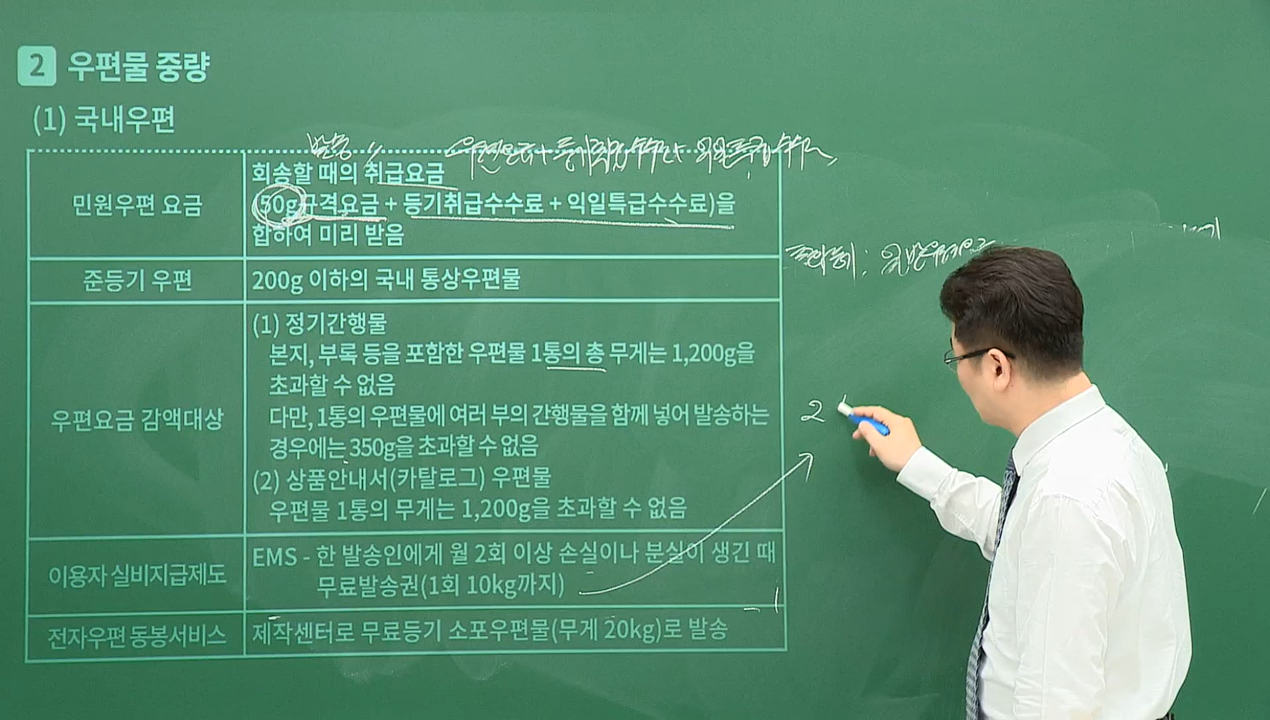 2 우편물 중량
(1) 국내우편
민원우편 요금
회송할 때의 취급요금
(50g규격요금 + 등기취급수수료 + 익일특급수수료)을
합하여 미리 받음
준등기 우편
200g 이하의 국내 통상우편물
우편요금 감액대상
(1) 정기간행물
본지, 부록 등을 포함한 우편물 1통의 총 무게는 1,200g을
초과할 수 없음
다만, 1통의 우편물에 여러 부의 간행물을 함께 넣어 발송하는
경우에는 350g을 초과할 수 없음
(2) 상품안내서(카탈로그) 우편물
우편물 1통의 무게는 1,200g을 초과할 수 없음
이용자 실비지급제도
EMS - 한 발송인에게 월 2회 이상 손실이나 분실이 생긴 때
무료발송권(1회 10kg까지)
전자우편 동봉서비스
제작센터로 무료등기 소포우편물(무게 20kg)로 발송
2